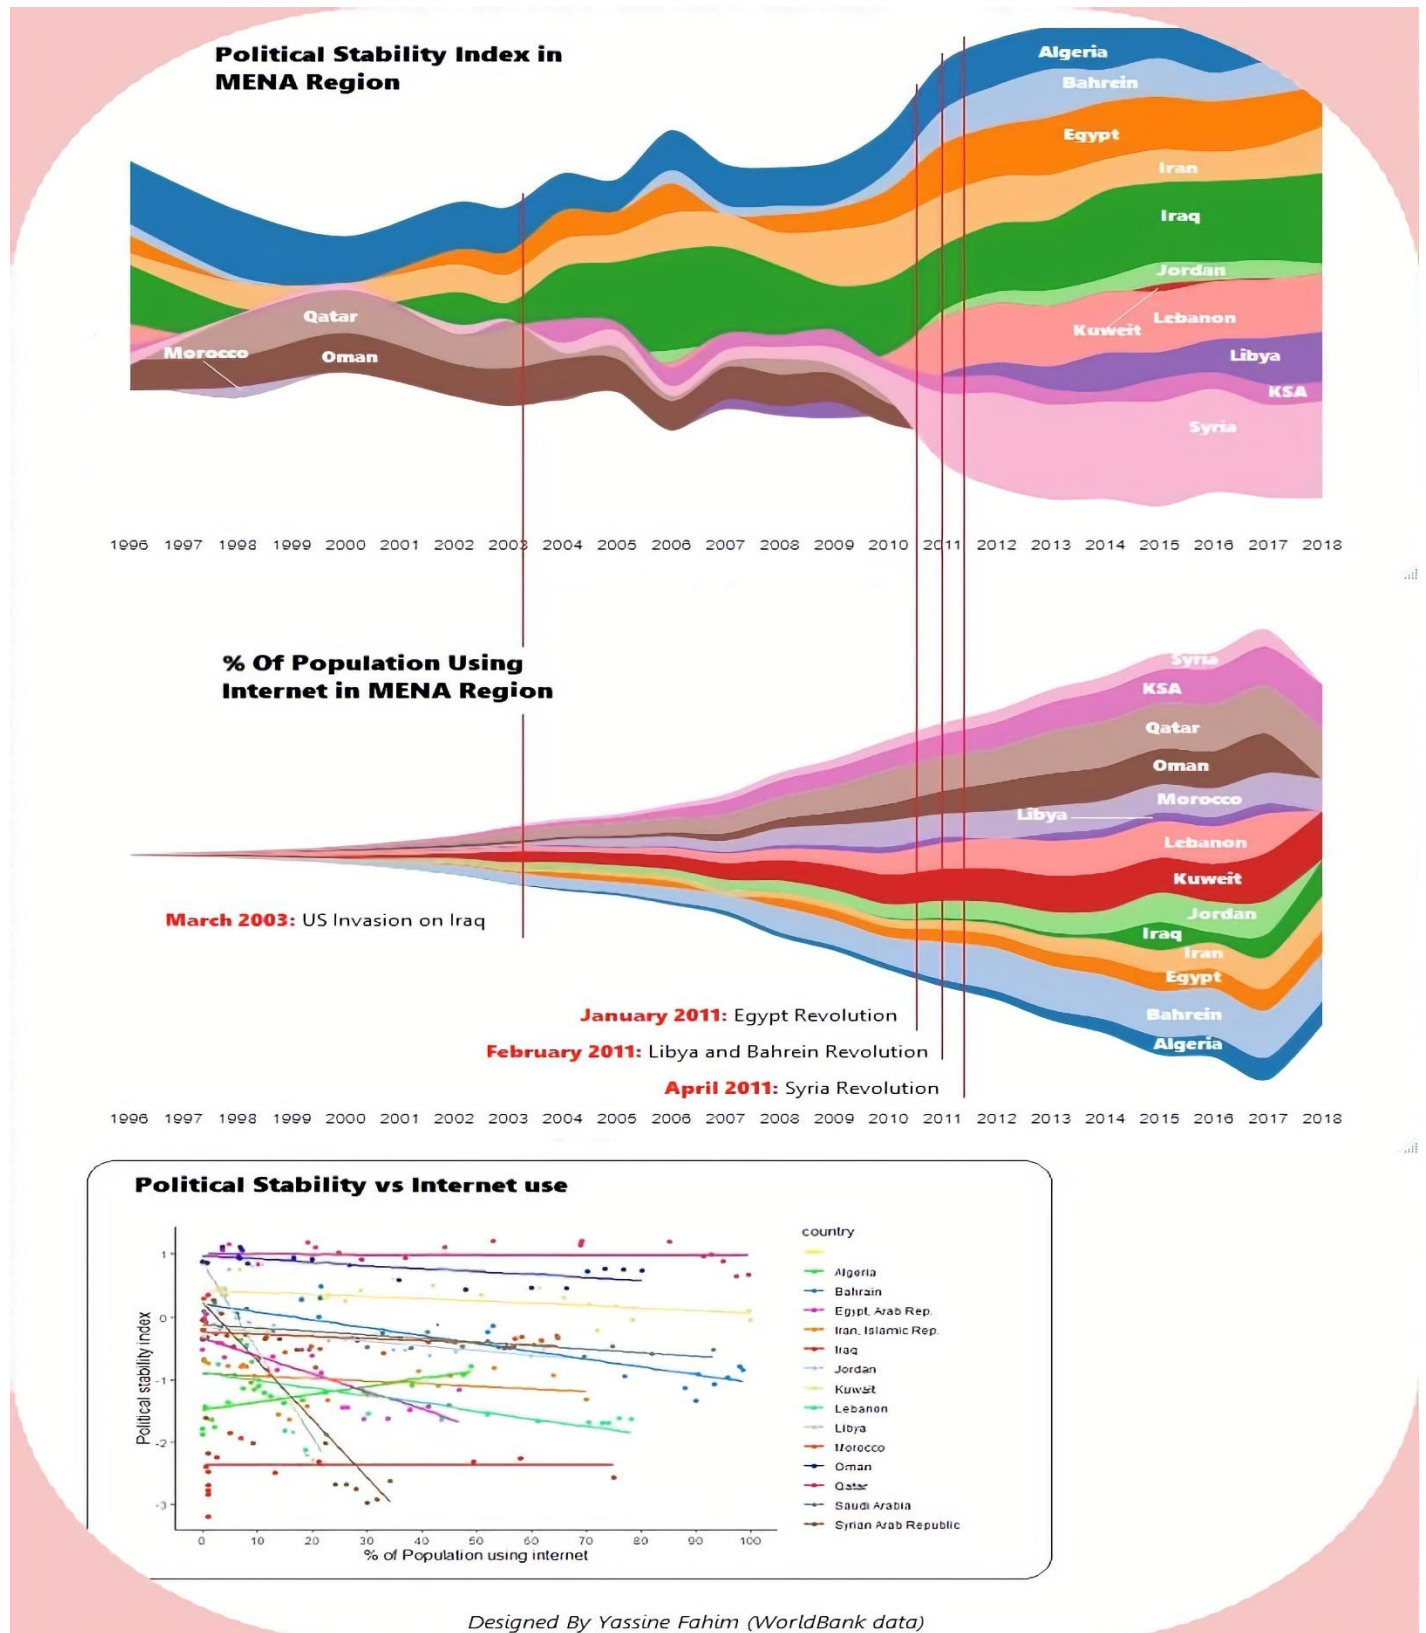 Political Stability Index in
MENA Region
Algeria
Bahrein
Egypt
Iran
Iraq
Jordan
Kuweit
Lebanon
Libya
KSA
Syria
Qatar
Morocco
Oman
1996 1997 1998 1999 2000 2001 2002 2003 2004 2005 2006 2007 2008 2009 2010 2011 2012 2013 2014 2015 2016 2017 2018
% Of Population Using
Internet in MENA Region
Syria
KSA
Qatar
Oman
Morocco
Libya
Lebanon
Kuweit
Jordan
Iraq
Iran
Egypt
Bahrein
Algeria
March 2003: US Invasion on Iraq
January 2011: Egypt Revolution
February 2011: Libya and Bahrein Revolution
April 2011: Syria Revolution
1996 1997 1998 1999 2000 2001 2002 2003 2004 2005 2006 2007 2008 2009 2010 2011 2012 2013 2014 2015 2016 2017 2018
Political Stability vs Internet use
Political stability index
1
0
-1
-2
-3
0 10 20 30 40 50 60 70 80 90 100
% of Population using internet
country
Algeria
Bahrain
Egypt, Arab Rep.
Iran, Islamic Rep.
Iraq
Jordan
Kuwait
Lebanon
Libya
Morocco
Oman
Qatar
Saudi Arabia
Syrian Arab Republic
Designed By Yassine Fahim (WorldBank data)